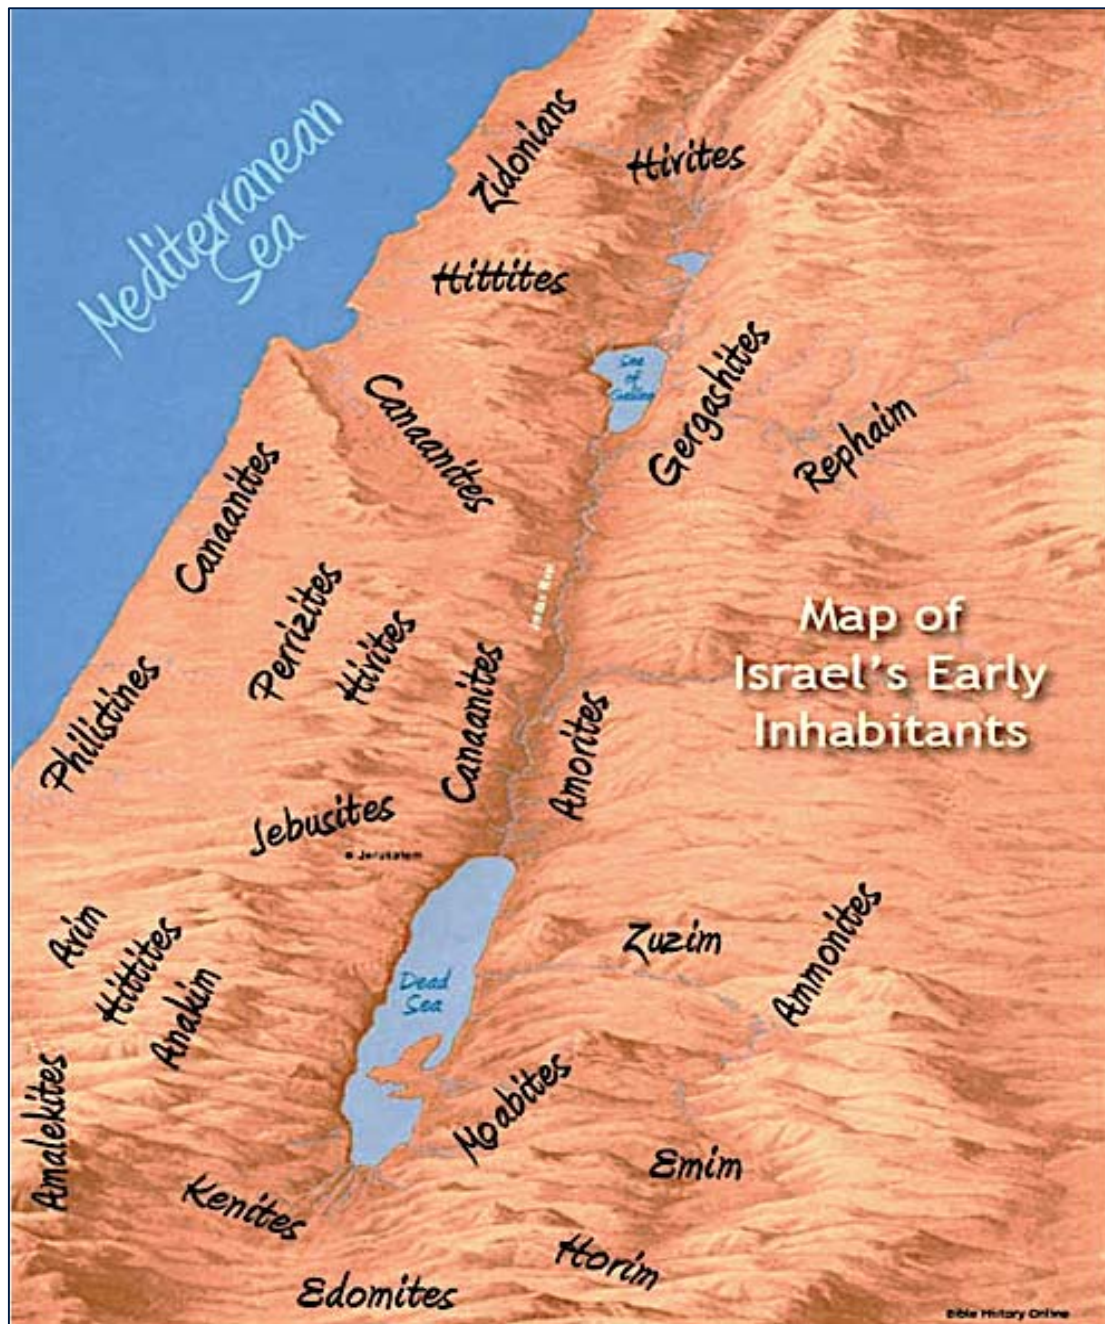 Mediterranean
Sea
Zidonians
Hivites
Hittites
Sea
of
Galilee
Canaanites
Gergashites
Rephaim
Canaanites
Perrizites
Hivites
Jordan River
Map of
Israel's Early
Inhabitants
Philistines
Canaanites
Amorites
Jebusites
Jerusalem
Avim
Hittites
Anakim
Dead
Sea
Zuzim
Ammonites
Amalekites
Moabites
Emim
Kenites
Horim
Edomites
Bible History Online